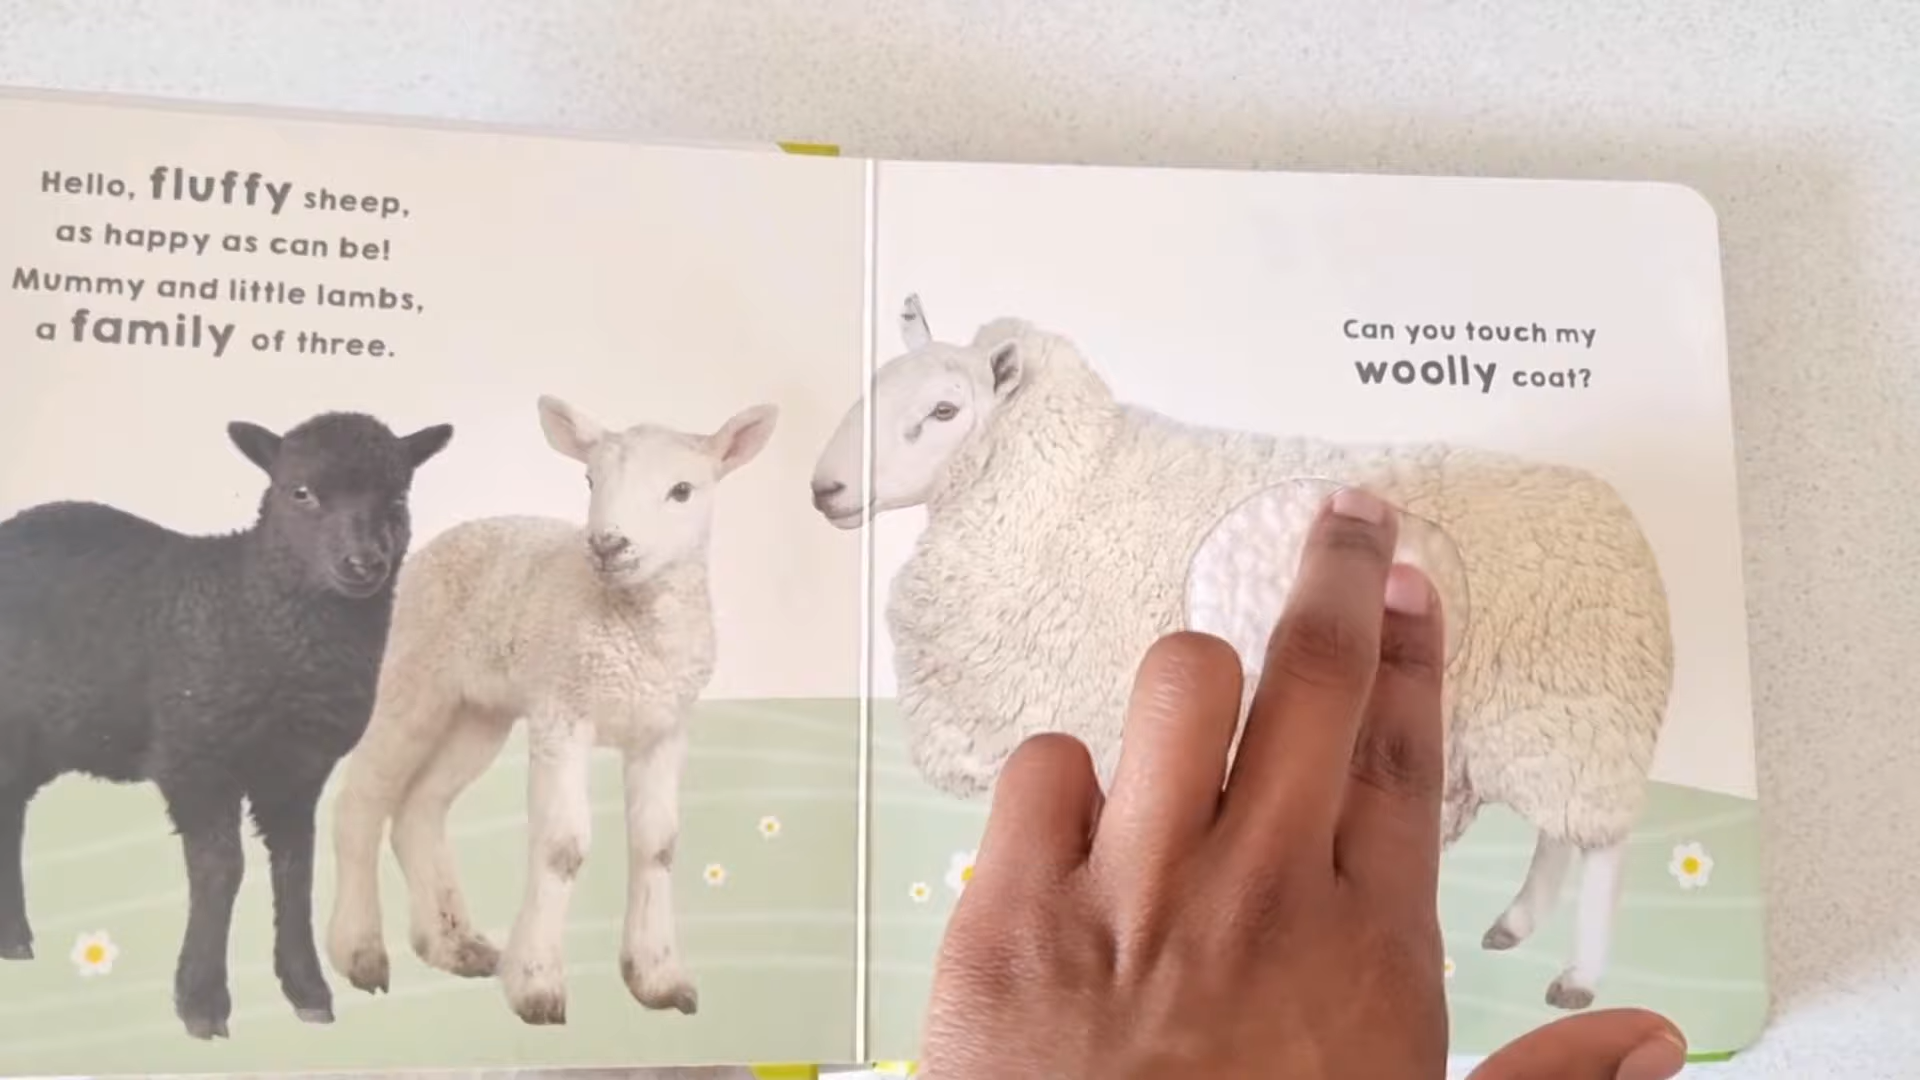 Hello, fluffy sheep,
as happy as can be!
Mummy and little lambs,
a family of three.
Can you touch my
woolly coat?